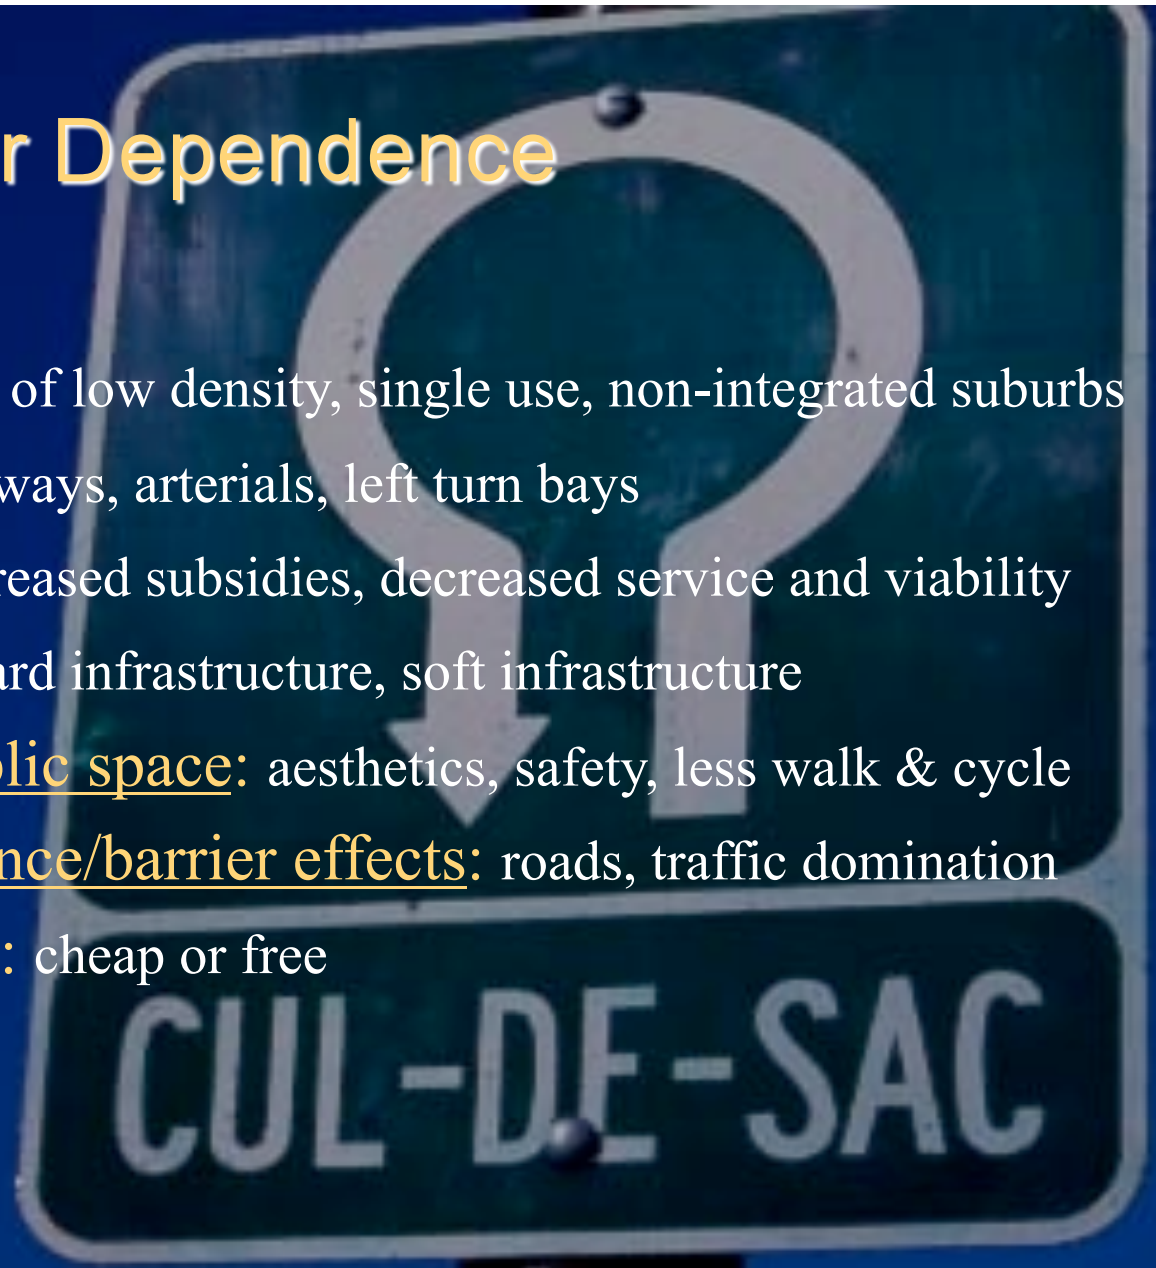 r Dependence
of low density, single use, non-integrated suburbs
ways, arterials, left turn bays
reased subsidies, decreased service and viability
ard infrastructure, soft infrastructure
lic space: aesthetics, safety, less walk & cycle
nce/barrier effects: roads, traffic domination
: cheap or free
CUL-DE-SAC